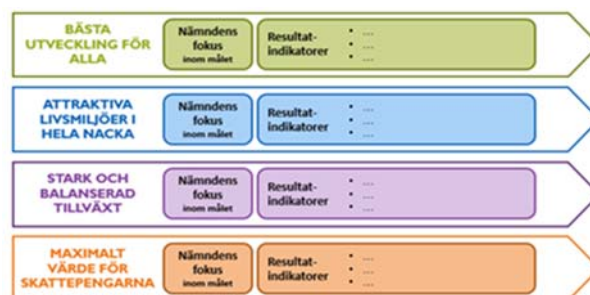 BÄSTA
UTVECKLING FÖR
ALLA
Nämndens
fokus
inom målet
Resultat-
indikatorer
• ...
• ...
• ...
ATTRAKTIVA
LIVSMILJÖER I
HELA NACKA
Nämndens
fokus
inom målet
Resultat-
indikatorer
• ...
• ...
• ...
STARK OCH
BALANSERAD
TILLVÄXT
Nämndens
fokus
inom målet
Resultat-
indikatorer
• ...
• ...
• ...
MAXIMALT
VÄRDE FÖR
SKATTEPENGARNA
Nämndens
fokus
inom målet
Resultat-
indikatorer
• ...
• ...
• ...